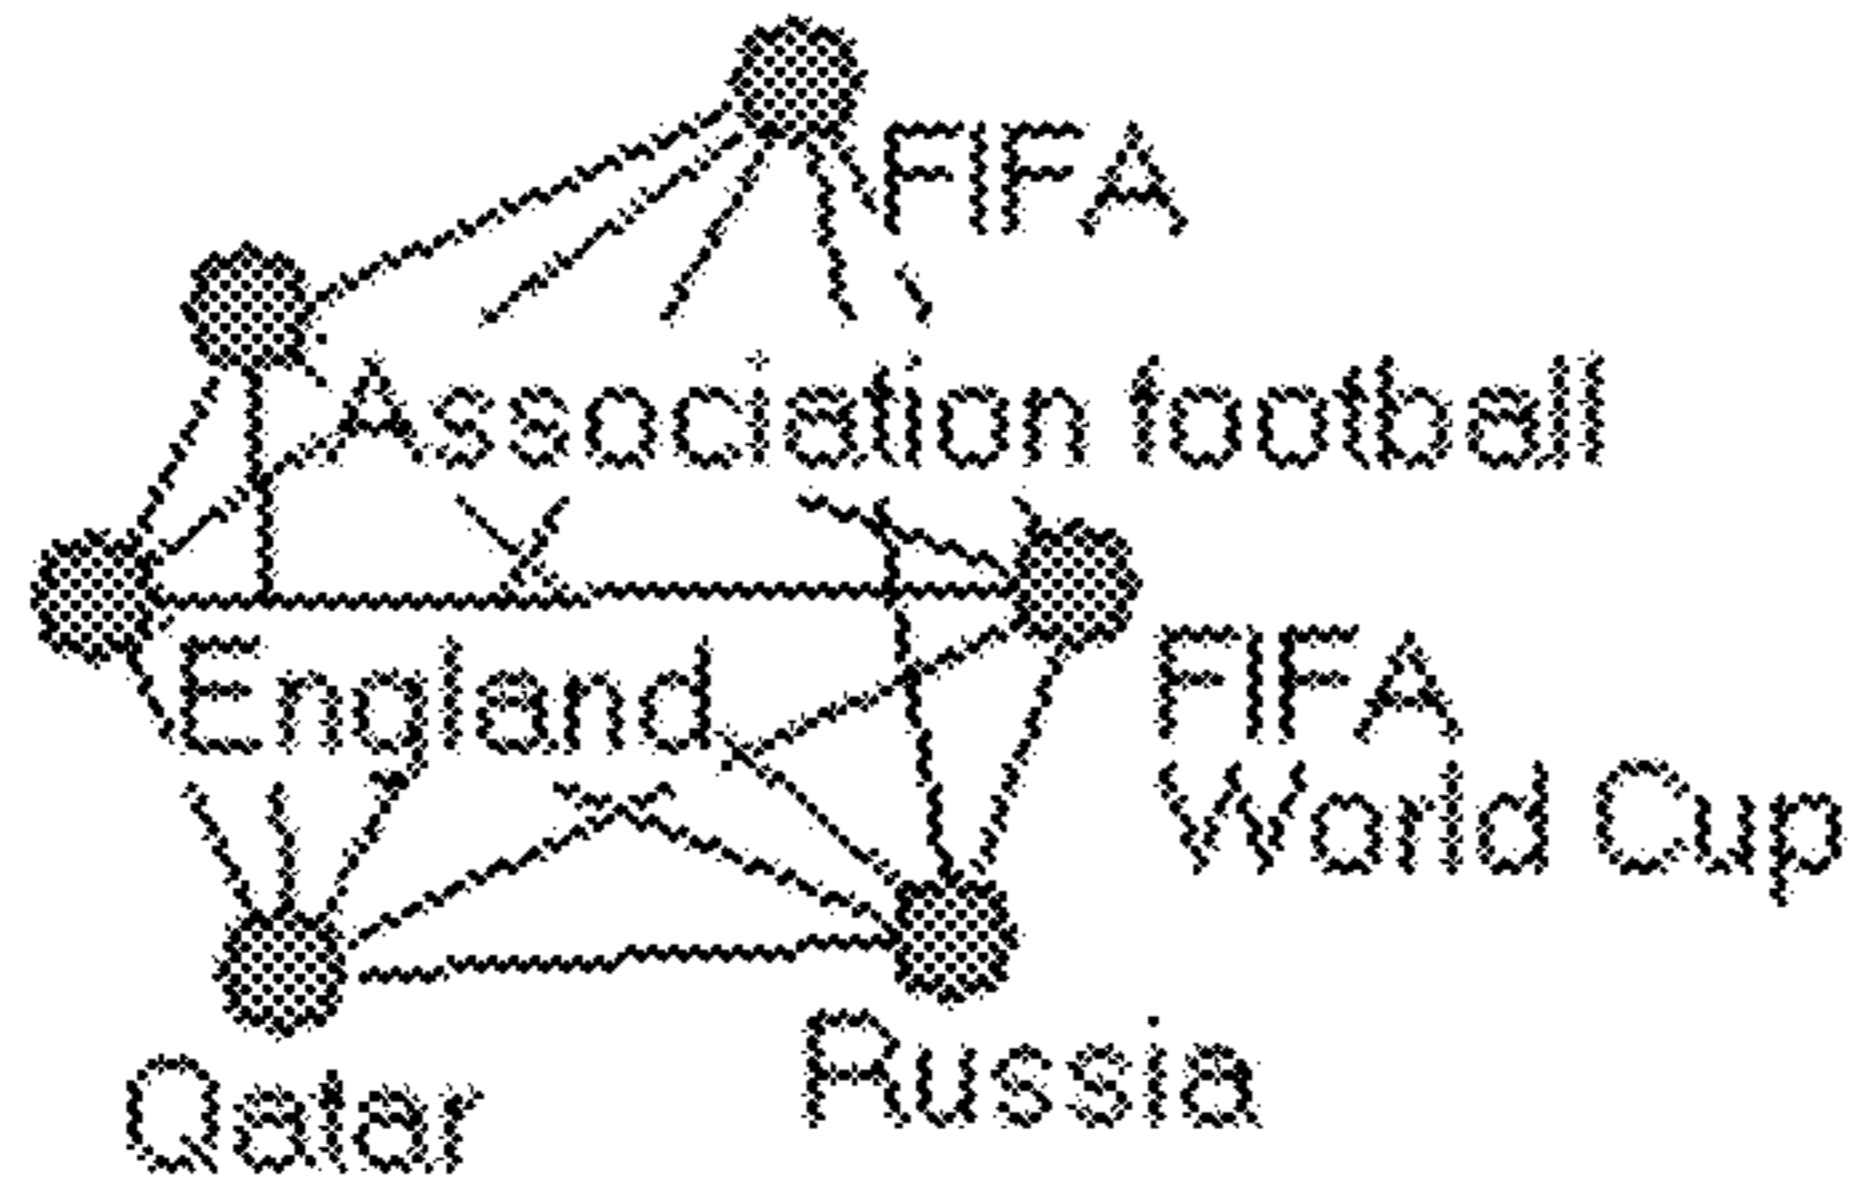 FIFA
Association football
England
FIFA
World Cup
Qatar
Russia